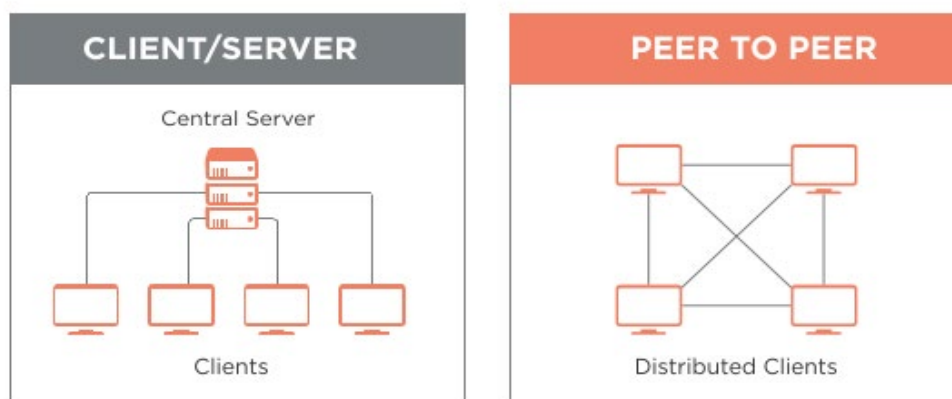 CLIENT/SERVER
Central Server
Clients
PEER TO PEER
Distributed Clients